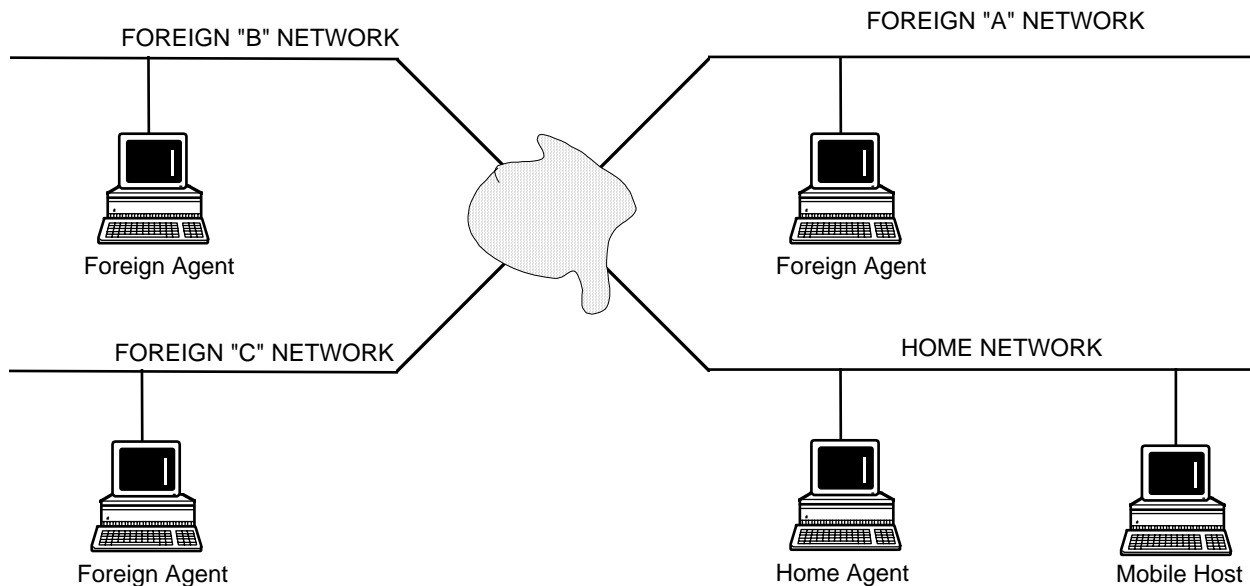 FOREIGN "B" NETWORK
FOREIGN "A" NETWORK
Foreign Agent
Foreign Agent
FOREIGN "C" NETWORK
HOME NETWORK
Foreign Agent
Home Agent
Mobile Host